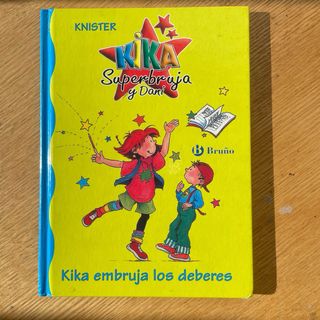 KNISTER
KIKA
Superbruja
y Dani
B Bruño
Kika embruja los deberes